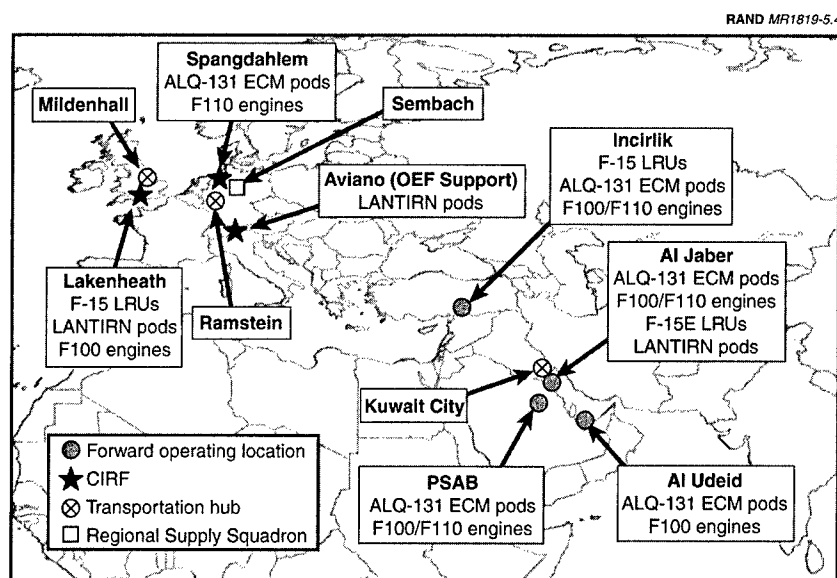 RAND MR1819-5.4
Spangdahlem
ALQ-131 ECM pods
F110 engines
Mildenhall
Sembach
Incirlik
F-15 LRUs
ALQ-131 ECM pods
F100/F110 engines
Aviano (OEF Support)
LANTIRN pods
Al Jaber
ALQ-131 ECM pods
F100/F110 engines
F-15E LRUs
LANTIRN pods
Lakenheath
F-15 LRUs
LANTIRN pods
F100 engines
Ramstein
Kuwait City
Forward operating location
CIRF
Transportation hub
Regional Supply Squadron
PSAB
ALQ-131 ECM pods
F100/F110 engines
Al Udeid
ALQ-131 ECM pods
F100 engines